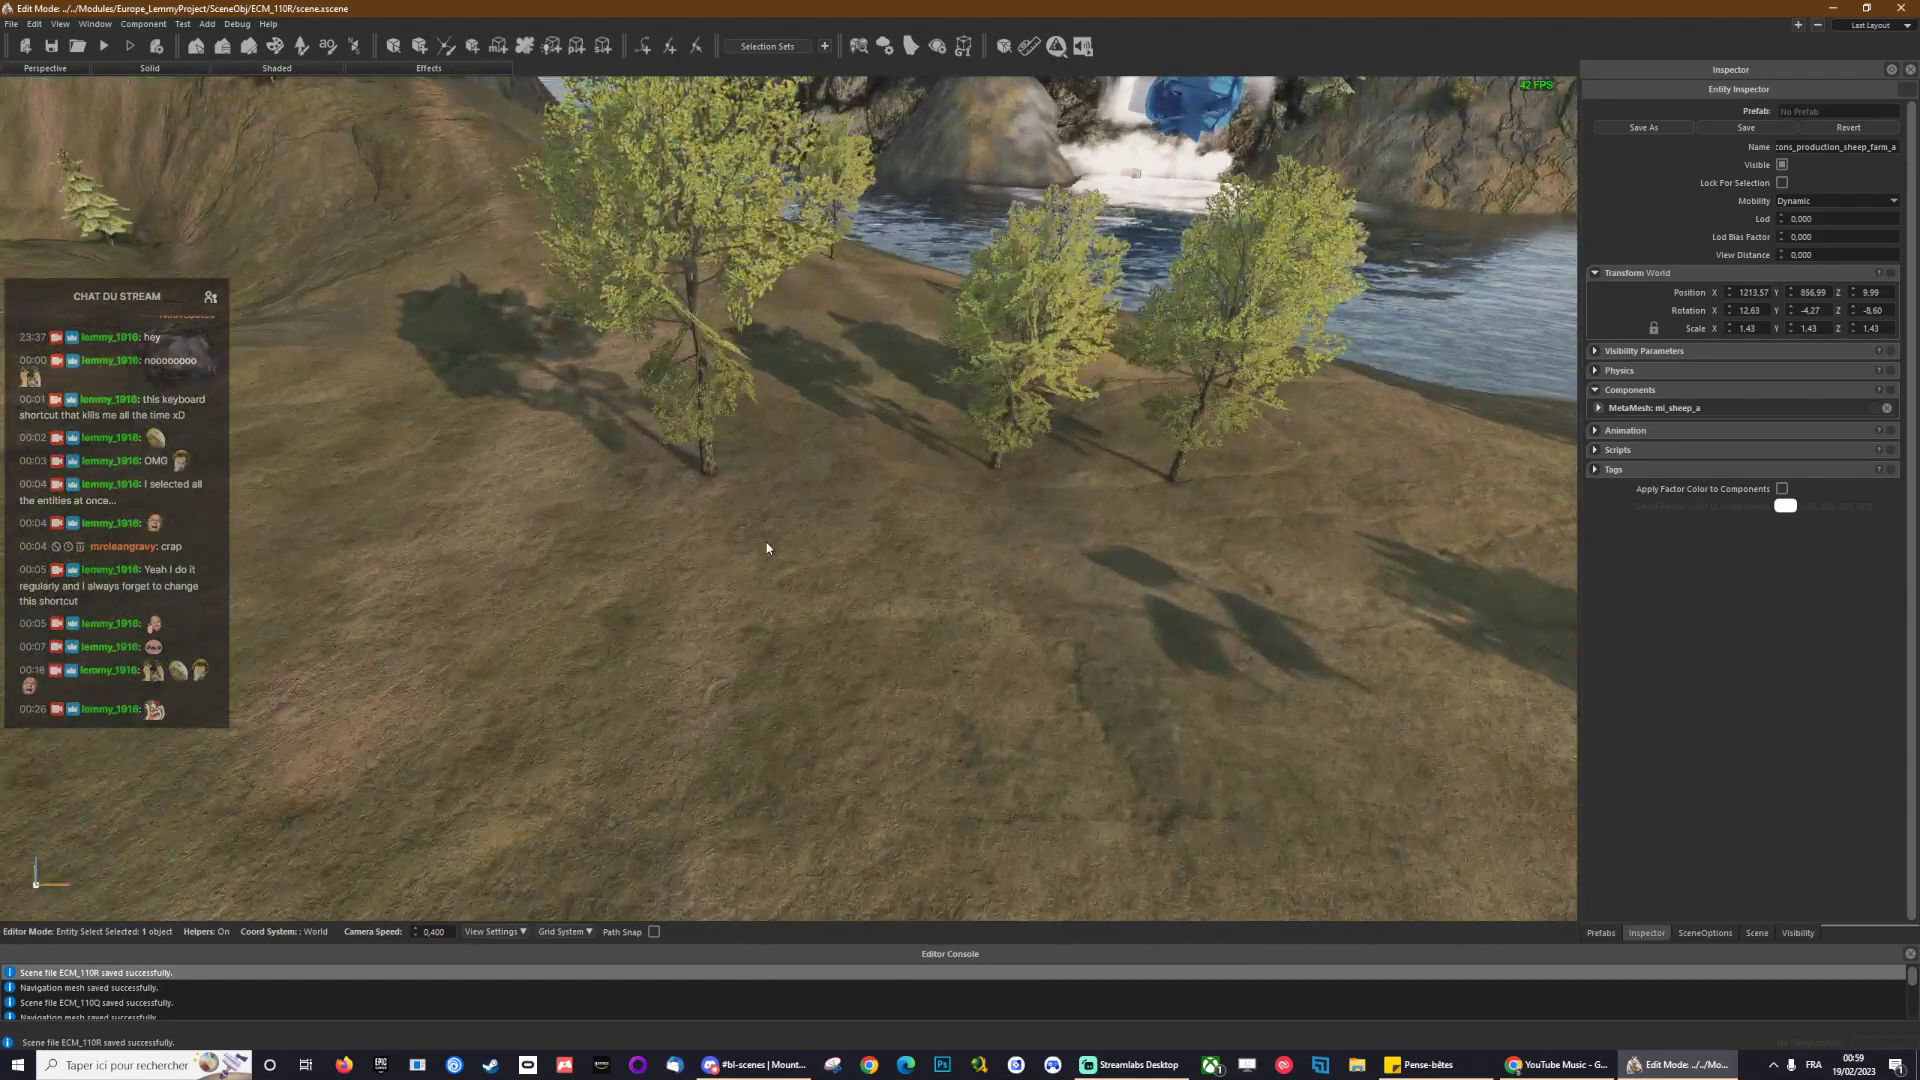 Edit Mode: ../../Modules/Europe_LemmyProject/SceneObj/ECM_110R/scene.xscene
File Edit View Window Component Test Add Debug Help
Last Layout
Selection Sets
Perspective Solid Shaded Effects
42 FPS
CHAT DU STREAM
23:37 lemmy_1916: hey
00:00 lemmy_1916: noooooooo
00:01 lemmy_1916: this keyboard
shortcut that kills me all the time xD
00:02 lemmy_1916:
00:03 lemmy_1916: OMG
00:04 lemmy_1916: I selected all
the entities at once...
00:04 lemmy_1916:
00:04 mrcleangravy: crap
00:05 lemmy_1916: Yeah I do it
regularly and I always forget to change
this shortcut
00:05 lemmy_1916:
00:07 lemmy_1916:
00:18 lemmy_1916:
00:26 lemmy_1916:
Inspector
Entity Inspector
Prefab: No Prefab
Save As Save Revert
Name :ons_production_sheep_farm_a
Visible
Lock For Selection
Mobility Dynamic
Lod 0,000
Lod Bias Factor 0,000
View Distance 0,000
Transform World
Position X 1213,57 Y 856,99 Z 9,99
Rotation X 12,63 Y -4,27 Z -8,60
Scale X 1,43 Y 1,43 Z 1,43
Visibility Parameters
Physics
Components
MetaMesh: mi_sheep_a
Animation
Scripts
Tags
Apply Factor Color to Components
Editor Mode: Entity Select Selected: 1 object Helpers: On Coord System: : World Camera Speed: 0,400 View Settings Grid System Path Snap
Prefabs Inspector SceneOptions Scene Visibility
Editor Console
Scene file ECM_110R saved successfully.
Navigation mesh saved successfully.
Scene file ECM_110Q saved successfully.
Navigation mesh saved successfully.
Scene file ECM_110R saved successfully.
Taper ici pour rechercher
#bl-scenes | Mount...
Streamlabs Desktop
Pense-bêtes
YouTube Music - G...
Edit Mode: ../../Mo...
FRA
00:59
19/02/2023